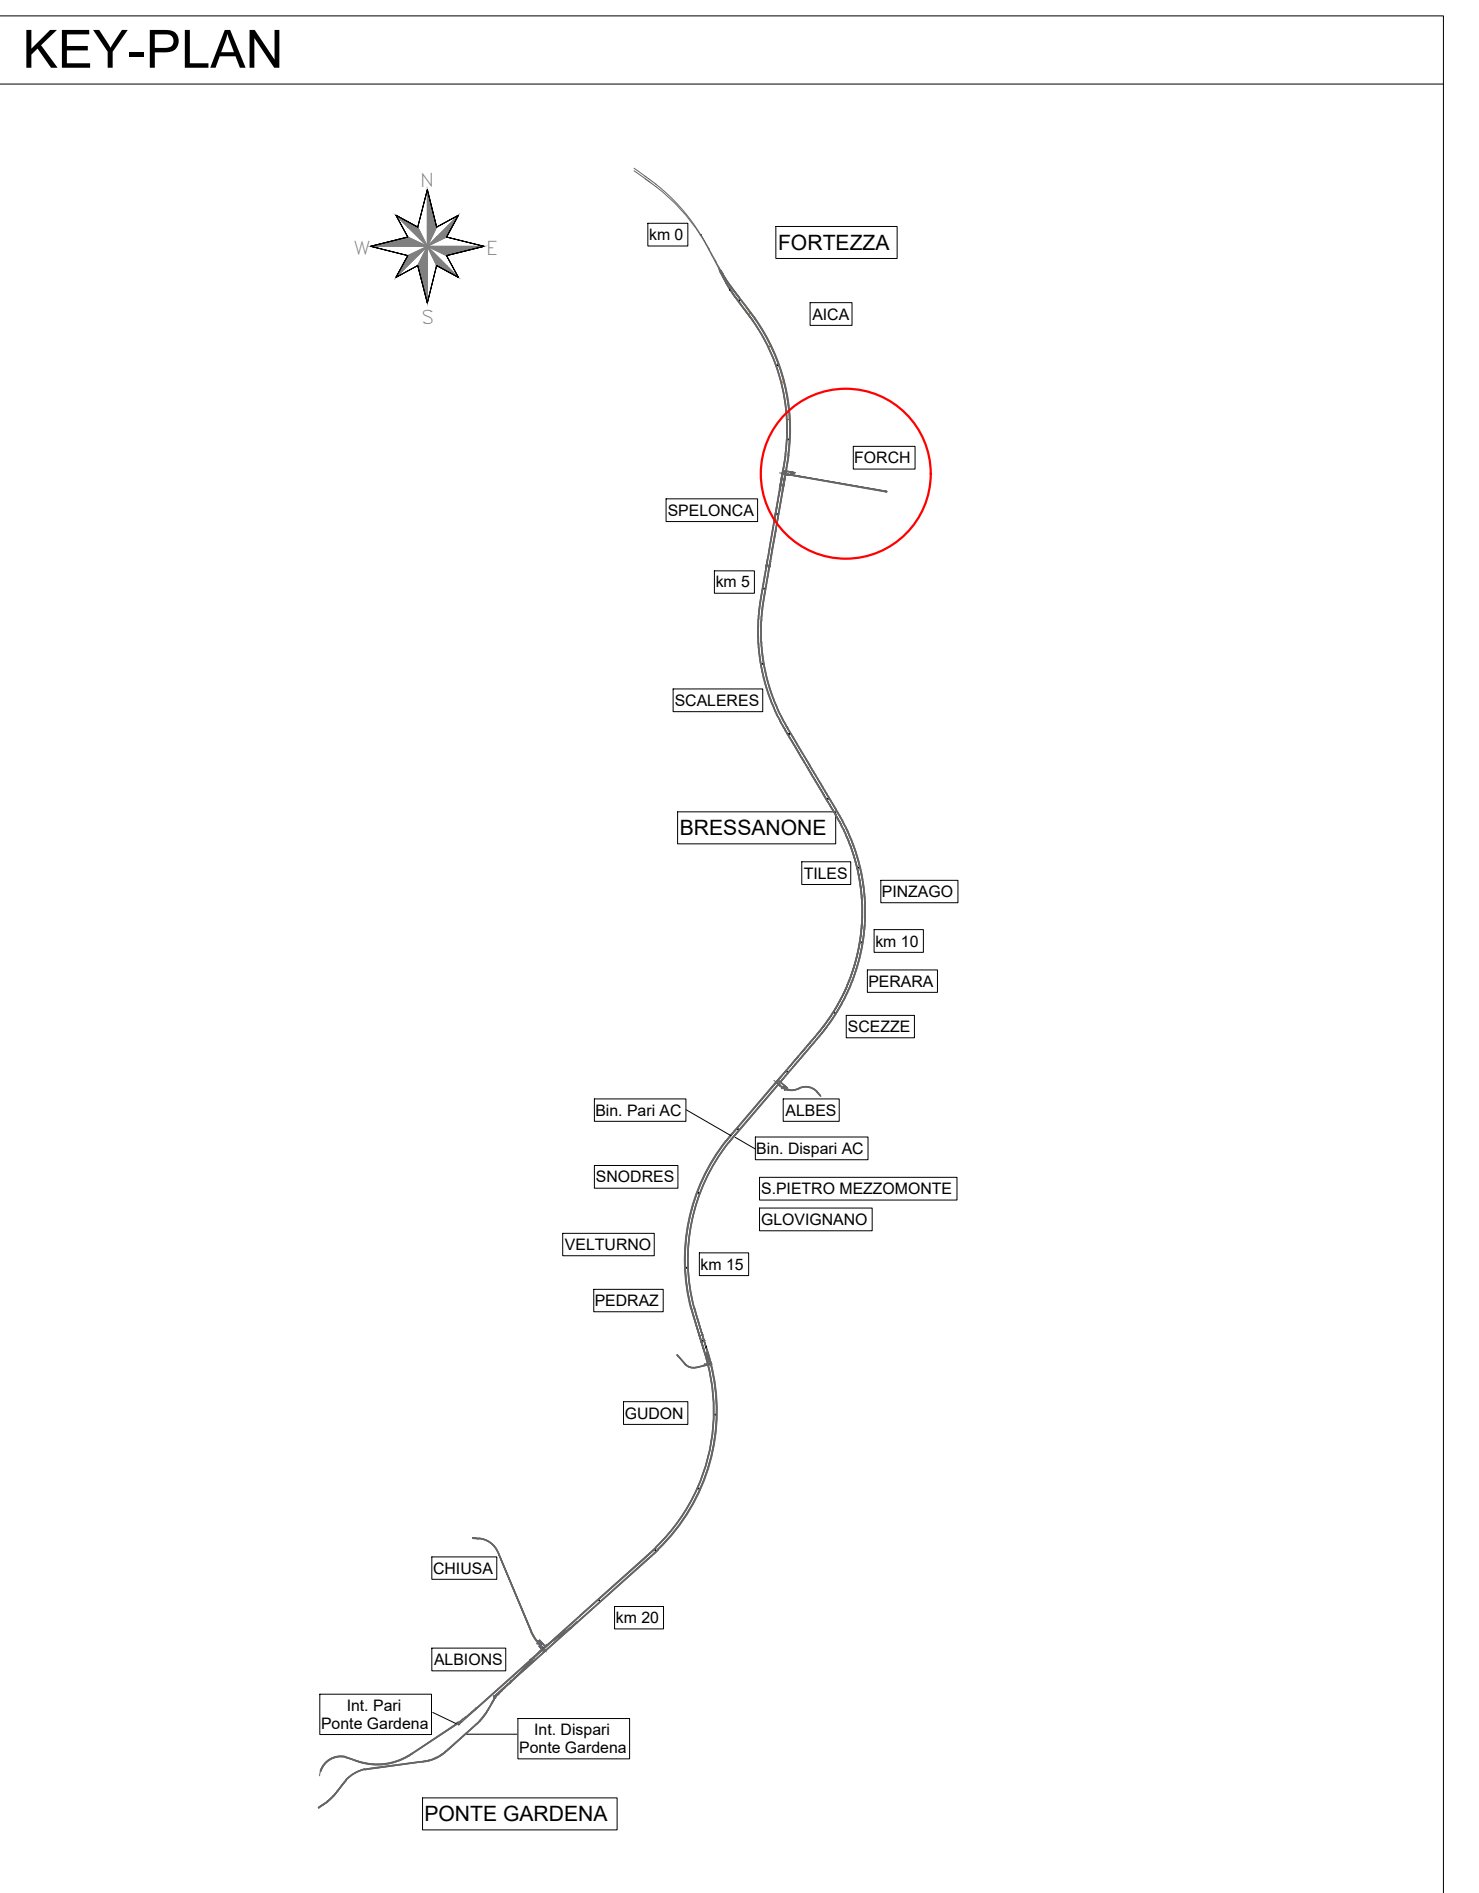 KEY-PLAN
N
W
E
S
km 0
FORTEZZA
AICA
FORCH
SPELONCA
km 5
SCALERES
BRESSANONE
TILES
PINZAGO
km 10
PERARA
SCEZZE
Bin. Pari AC
ALBES
Bin. Dispari AC
SNODRES
S.PIETRO MEZZOMONTE
GLOVIGNANO
VELTURNO
km 15
PEDRAZ
GUDON
CHIUSA
km 20
ALBIONS
Int. Pari
Ponte Gardena
Int. Dispari
Ponte Gardena
PONTE GARDENA